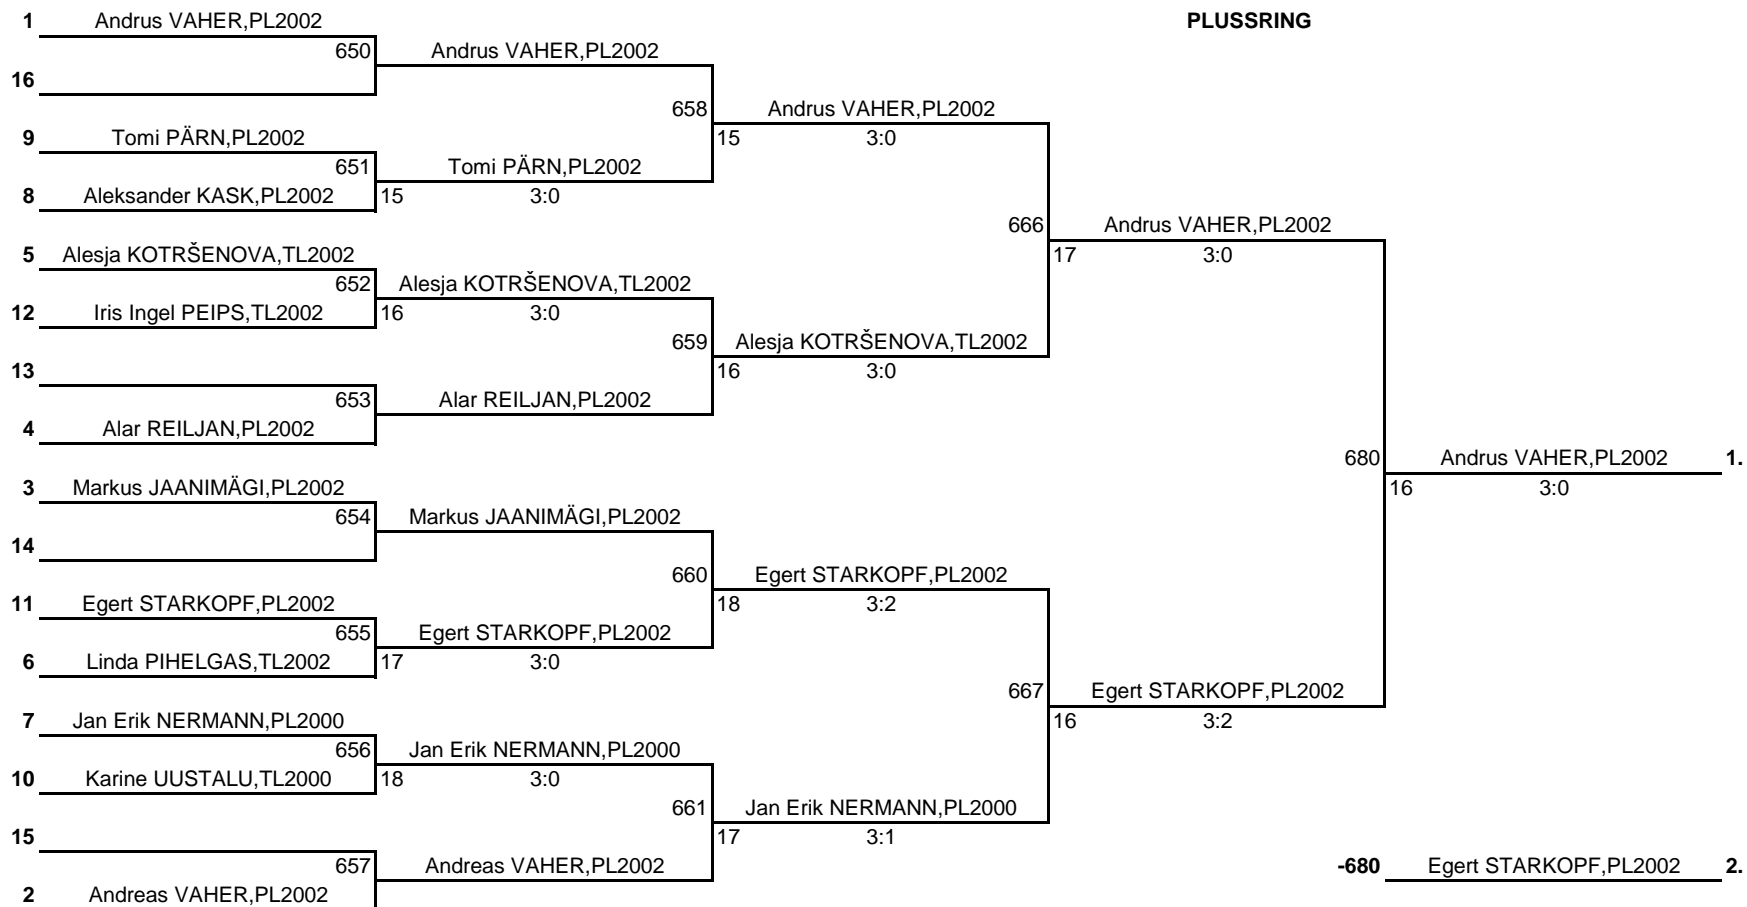 PLUSSRING
1 Andrus VAHER,PL2002
650 Andrus VAHER,PL2002
16
658 Andrus VAHER,PL2002
9 Tomi PÄRN,PL2002
15 3:0
651 Tomi PÄRN,PL2002
8 Aleksander KASK,PL2002 15 3:0
666 Andrus VAHER,PL2002
5 Alesja KOTRŠENOVA,TL2002
17 3:0
652 Alesja KOTRŠENOVA,TL2002
12 Iris Ingel PEIPS,TL2002 16 3:0
659 Alesja KOTRŠENOVA,TL2002
13
16 3:0
653 Alar REILJAN,PL2002
4 Alar REILJAN,PL2002
680 Andrus VAHER,PL2002 1.
3 Markus JAANIMÄGI,PL2002
16 3:0
654 Markus JAANIMÄGI,PL2002
14
660 Egert STARKOPF,PL2002
11 Egert STARKOPF,PL2002
18 3:2
655 Egert STARKOPF,PL2002
6 Linda PIHELGAS,TL2002 17 3:0
667 Egert STARKOPF,PL2002
7 Jan Erik NERMANN,PL2000
16 3:2
656 Jan Erik NERMANN,PL2000
10 Karine UUSTALU,TL2000 18 3:0
661 Jan Erik NERMANN,PL2000
15
17 3:1
657 Andreas VAHER,PL2002
-680 Egert STARKOPF,PL2002 2.
2 Andreas VAHER,PL2002